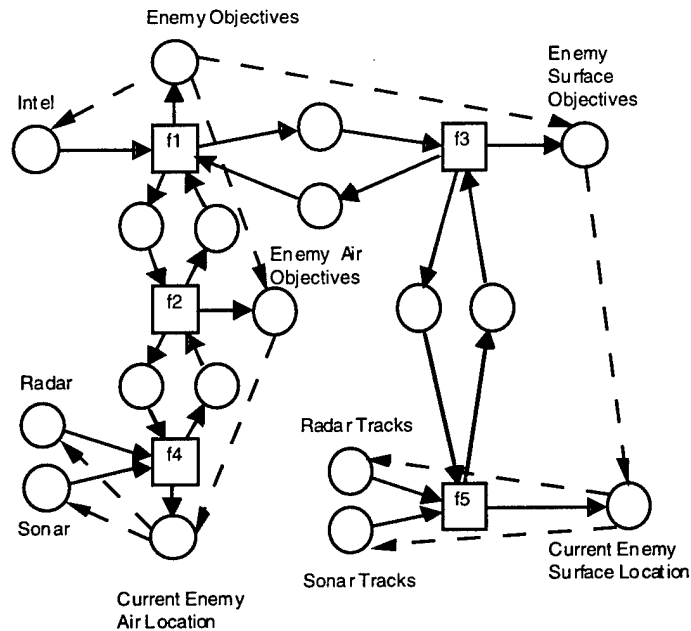 Enemy Objectives
Enemy
Surface
Objectives
Intel
f1
f3
Enemy Air
Objectives
f2
Radar
Radar Tracks
f4
f5
Sonar
Sonar Tracks
Current Enemy
Surface Location
Current Enemy
Air Location